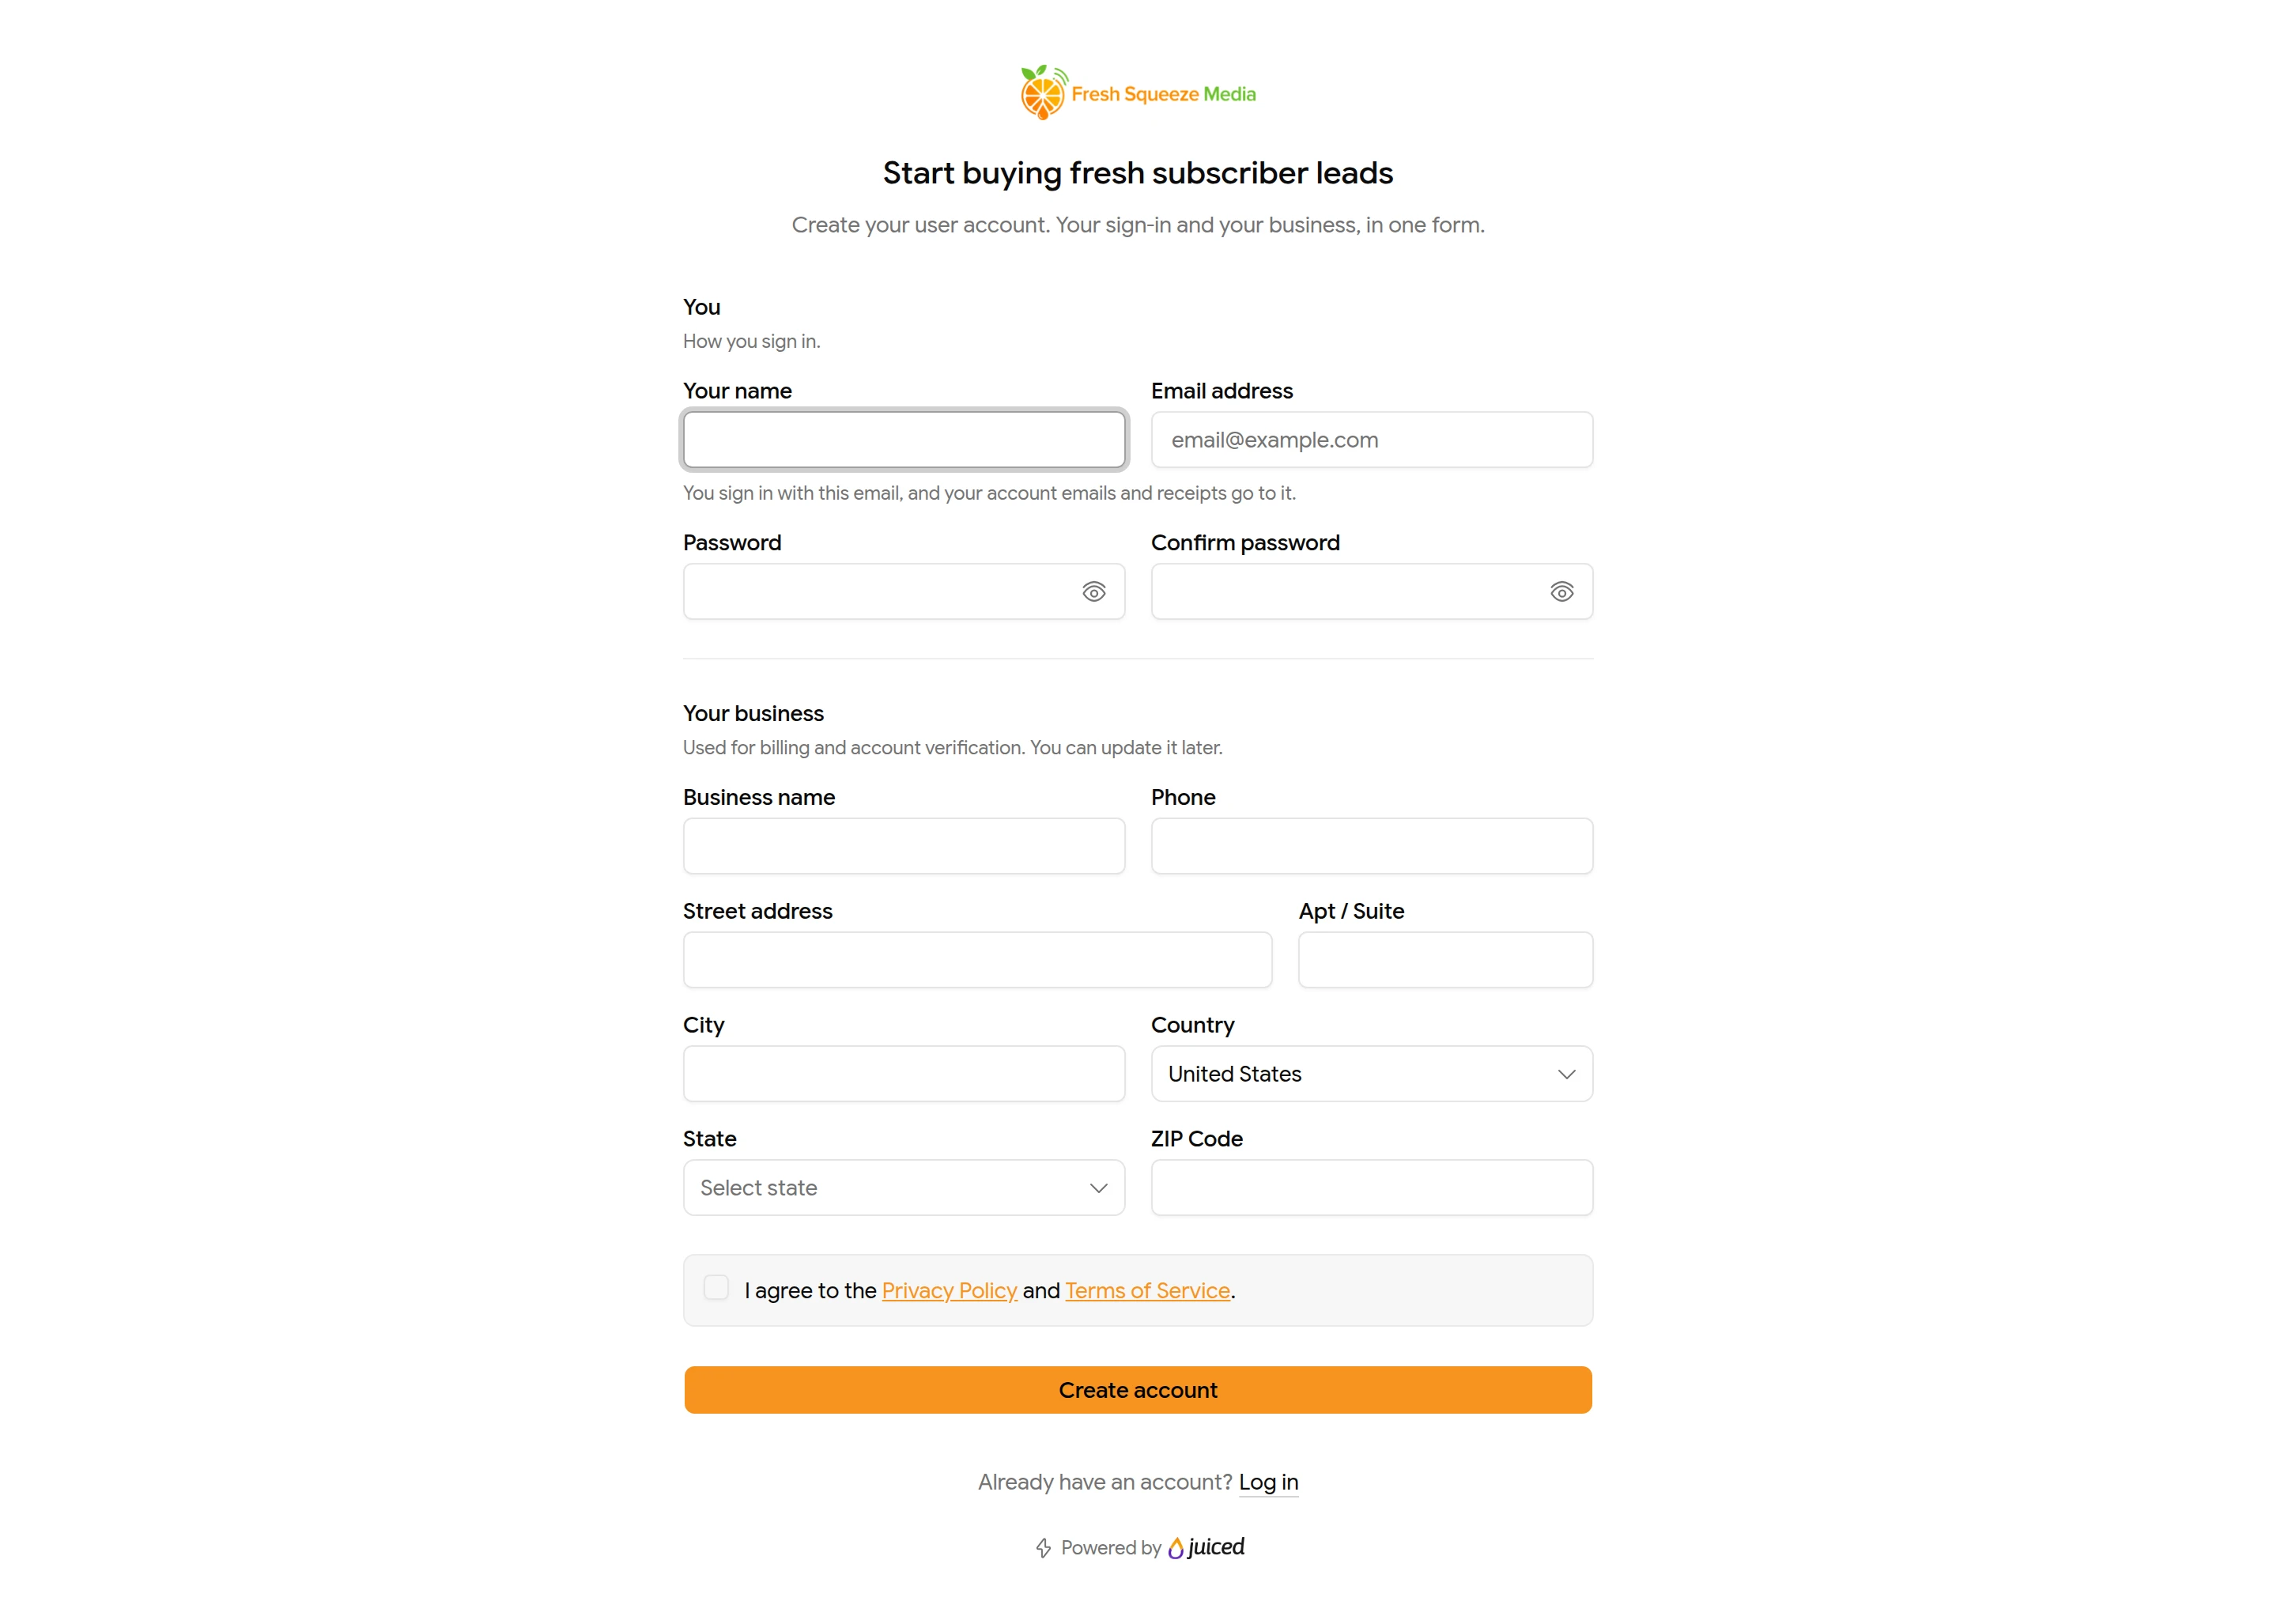 Fresh Squeeze Media
Start buying fresh subscriber leads
Create your user account. Your sign-in and your business, in one form.
You
How you sign in.
Your name
Email address
email@example.com
You sign in with this email, and your account emails and receipts go to it.
Password
Confirm password
Your business
Used for billing and account verification. You can update it later.
Business name
Phone
Street address
Apt / Suite
City
Country
United States
State
ZIP Code
Select state
I agree to the Privacy Policy and Terms of Service.
Create account
Already have an account? Log in
Powered by juiced